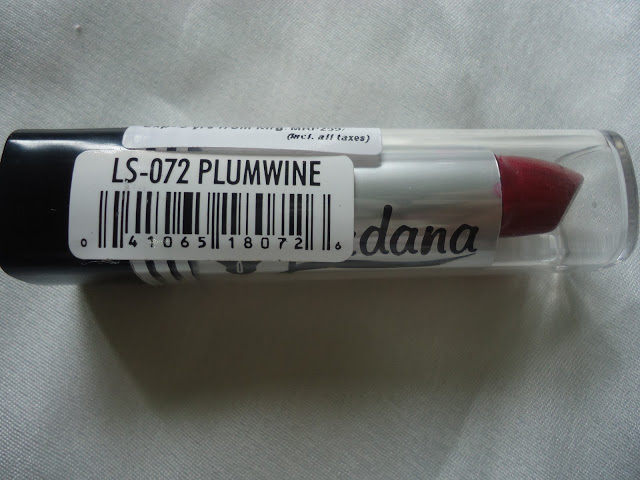 (incl. all taxes)
LS-072 PLUMWINE
0 41065 18072 6
dana